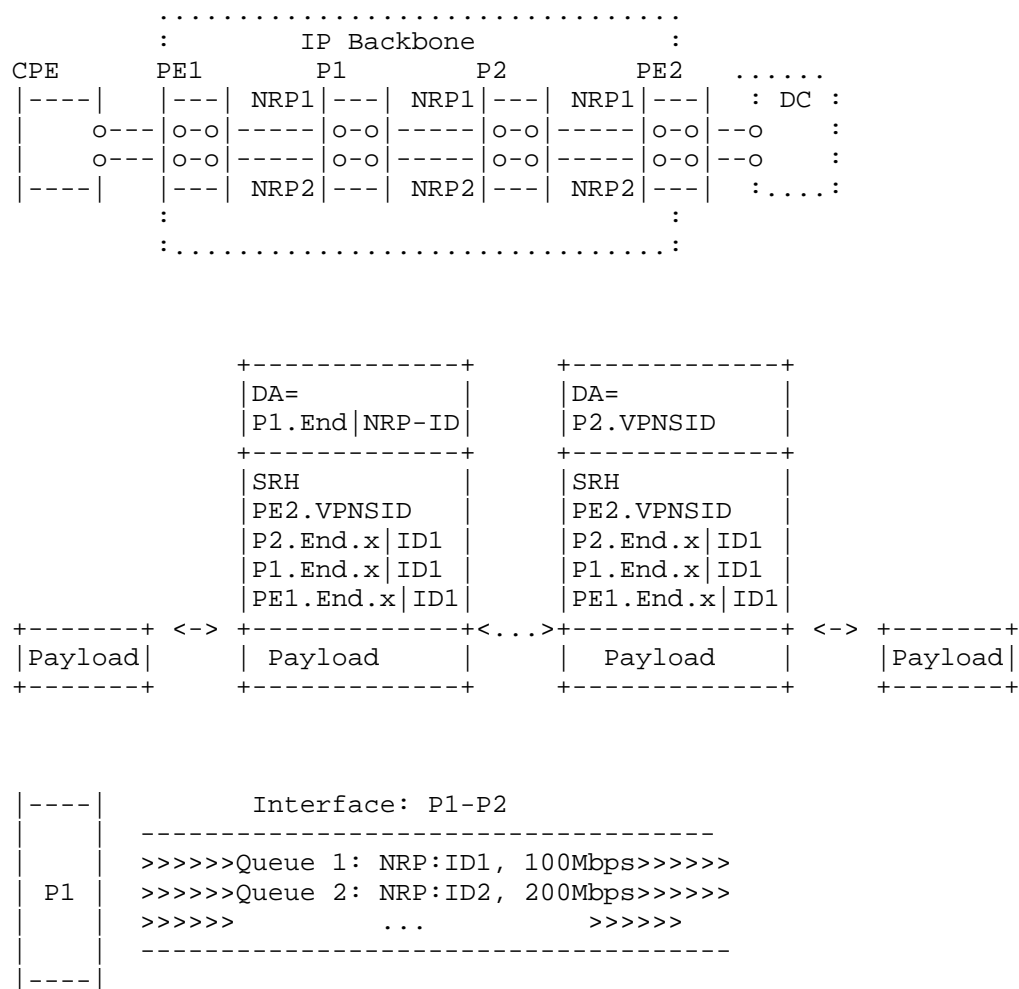 IP Backbone
CPE PE1 P1 P2 PE2
NRP1 NRP1 NRP1 DC
NRP2 NRP2 NRP2
DA= DA=
P1.End|NRP-ID P2.VPNSID
SRH SRH
PE2.VPNSID PE2.VPNSID
P2.End.x|ID1 P2.End.x|ID1
P1.End.x|ID1 P1.End.x|ID1
PE1.End.x|ID1 PE1.End.x|ID1
Payload Payload Payload Payload
Interface: P1-P2
>>>>>>Queue 1: NRP:ID1, 100Mbps>>>>>>
P1 >>>>>>Queue 2: NRP:ID2, 200Mbps>>>>>>
>>>>>> ... >>>>>>